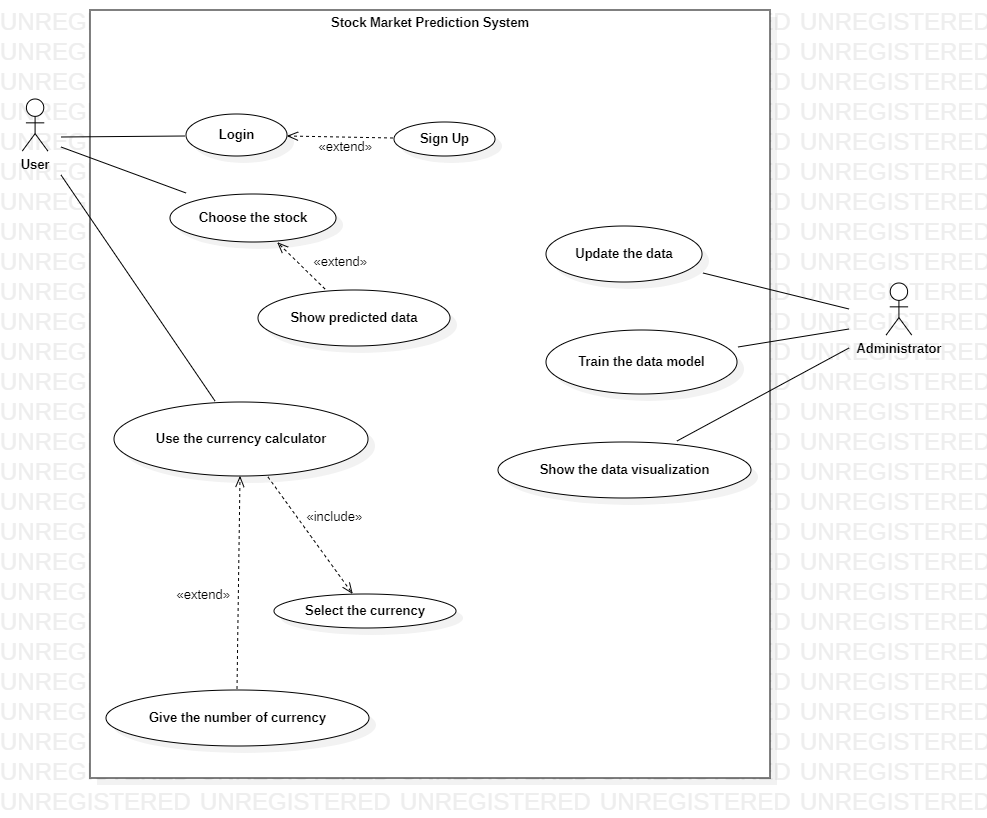 Stock Market Prediction System
Login
Sign Up
«extend»
User
Choose the stock
«extend»
Update the data
Show predicted data
Administrator
Train the data model
Use the currency calculator
Show the data visualization
«include»
«extend»
Select the currency
Give the number of currency
UNREGISTERED UNREGISTERED UNREGISTERED UNREGISTERED UNREGISTERED